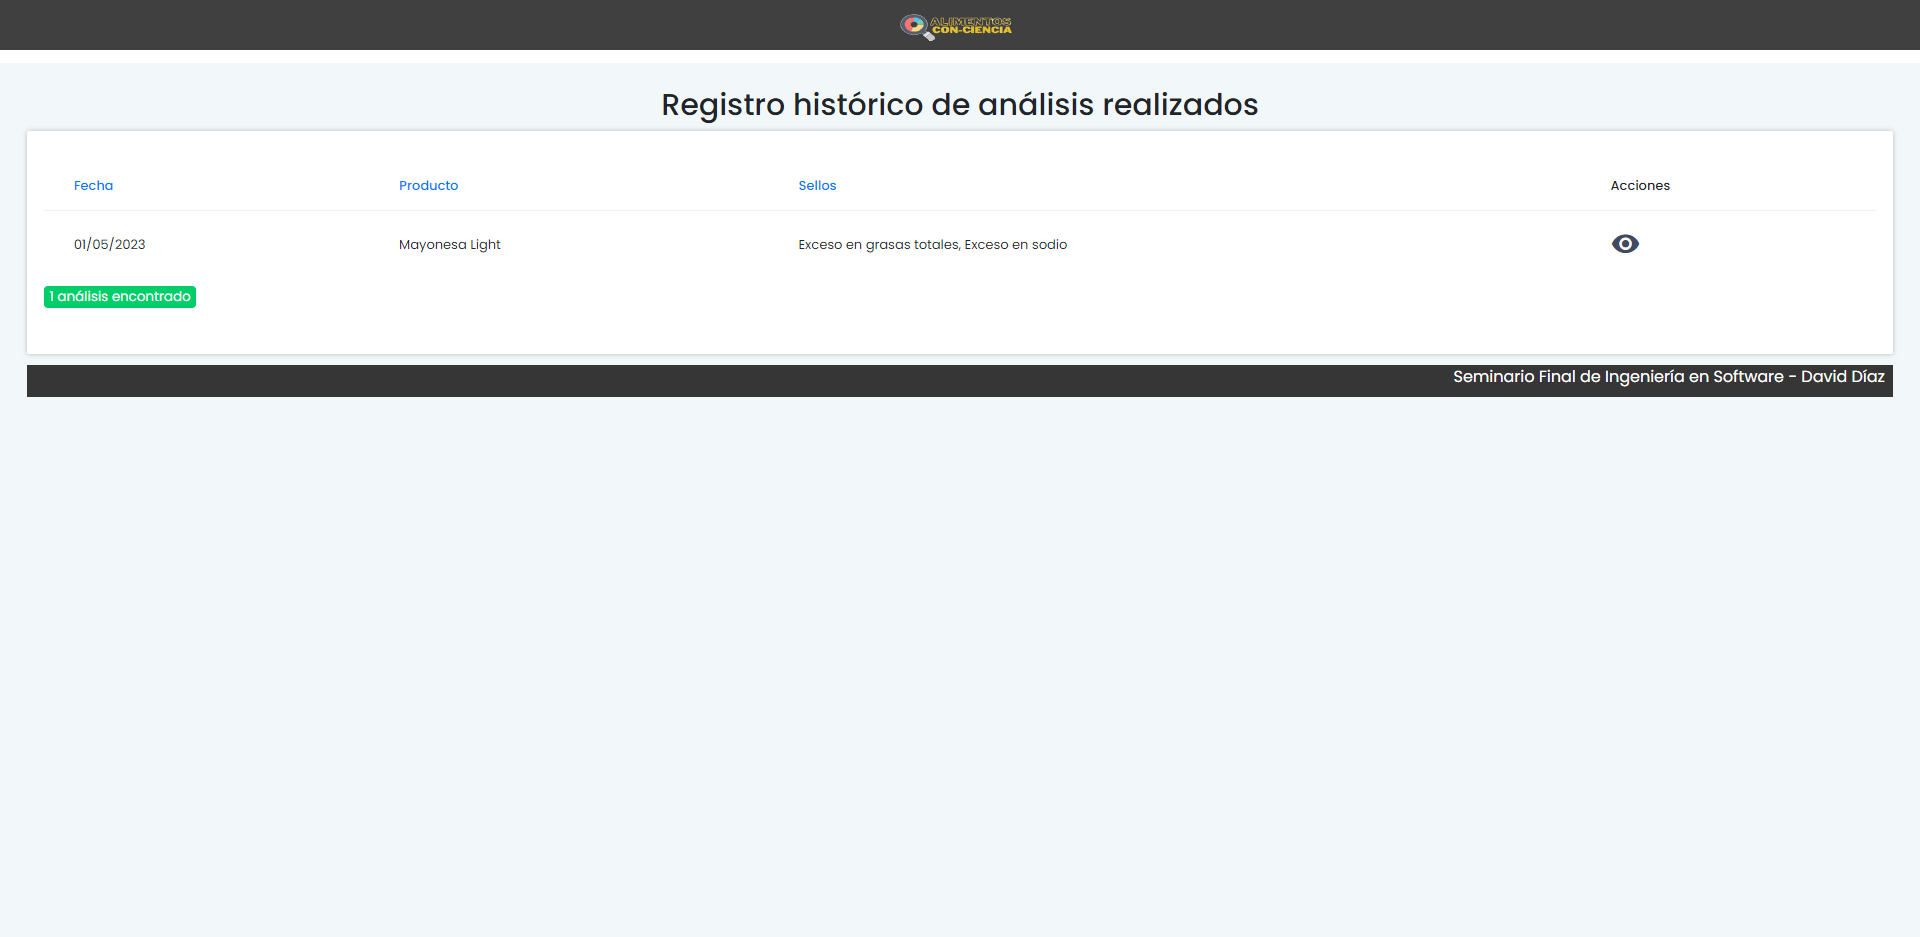 ALIMENTOS
CON-CIENCIA
Registro histórico de análisis realizados
Fecha Producto Sellos Acciones
01/05/2023 Mayonesa Light Exceso en grasas totales, Exceso en sodio
1 análisis encontrado
Seminario Final de Ingeniería en Software - David Díaz